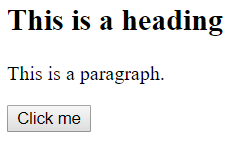 This is a heading
This is a paragraph.
Click me